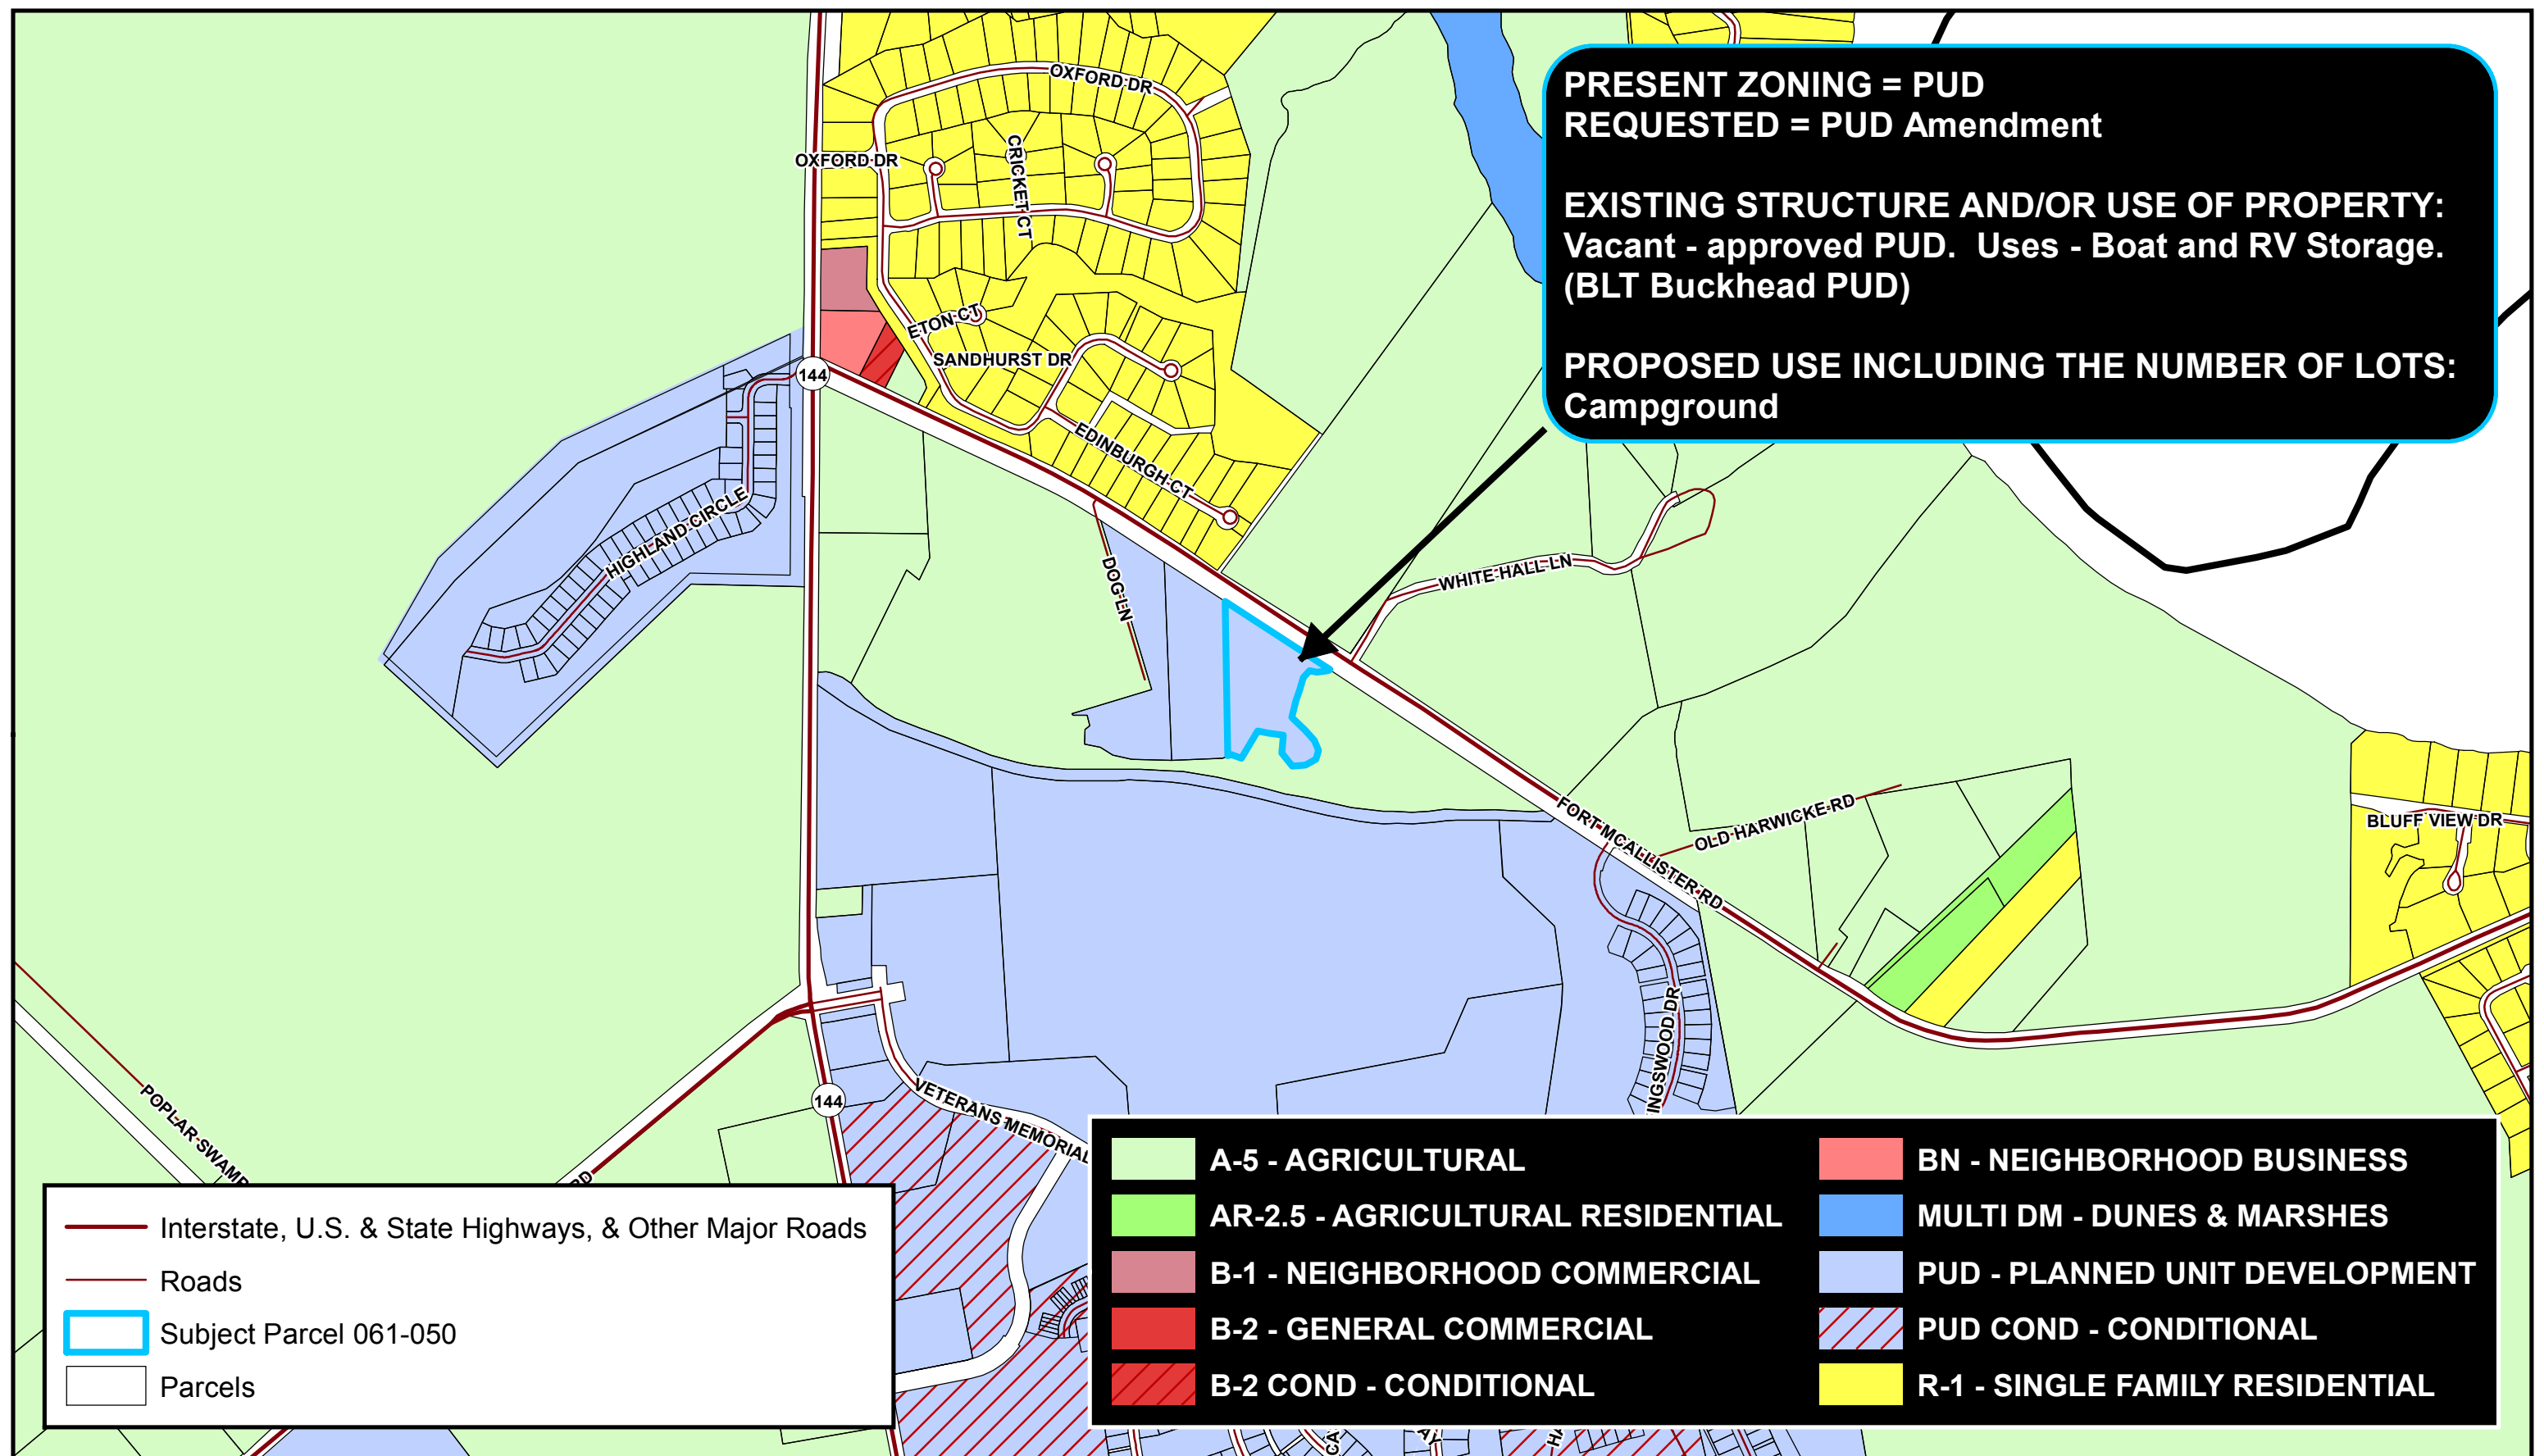 PRESENT ZONING = PUD
REQUESTED = PUD Amendment
EXISTING STRUCTURE AND/OR USE OF PROPERTY:
Vacant - approved PUD.  Uses - Boat and RV Storage.
(BLT Buckhead PUD)
PROPOSED USE INCLUDING THE NUMBER OF LOTS:
Campground
OXFORD DR
OXFORD DR
CRICKET CT
ETON CT
SANDHURST DR
144
EDINBURGH CT
HIGHLAND CIRCLE
DOG LN
WHITE HALL LN
FORT MCALLISTER RD
OLD HARWICKE RD
BLUFF VIEW DR
INGSWOOD DR
VETERANS MEMORIAL
144
POPLAR SWAMP
RD
Interstate, U.S. & State Highways, & Other Major Roads
Roads
Subject Parcel 061-050
Parcels
A-5 - AGRICULTURAL
AR-2.5 - AGRICULTURAL RESIDENTIAL
B-1 - NEIGHBORHOOD COMMERCIAL
B-2 - GENERAL COMMERCIAL
B-2 COND - CONDITIONAL
BN - NEIGHBORHOOD BUSINESS
MULTI DM - DUNES & MARSHES
PUD - PLANNED UNIT DEVELOPMENT
PUD COND - CONDITIONAL
R-1 - SINGLE FAMILY RESIDENTIAL